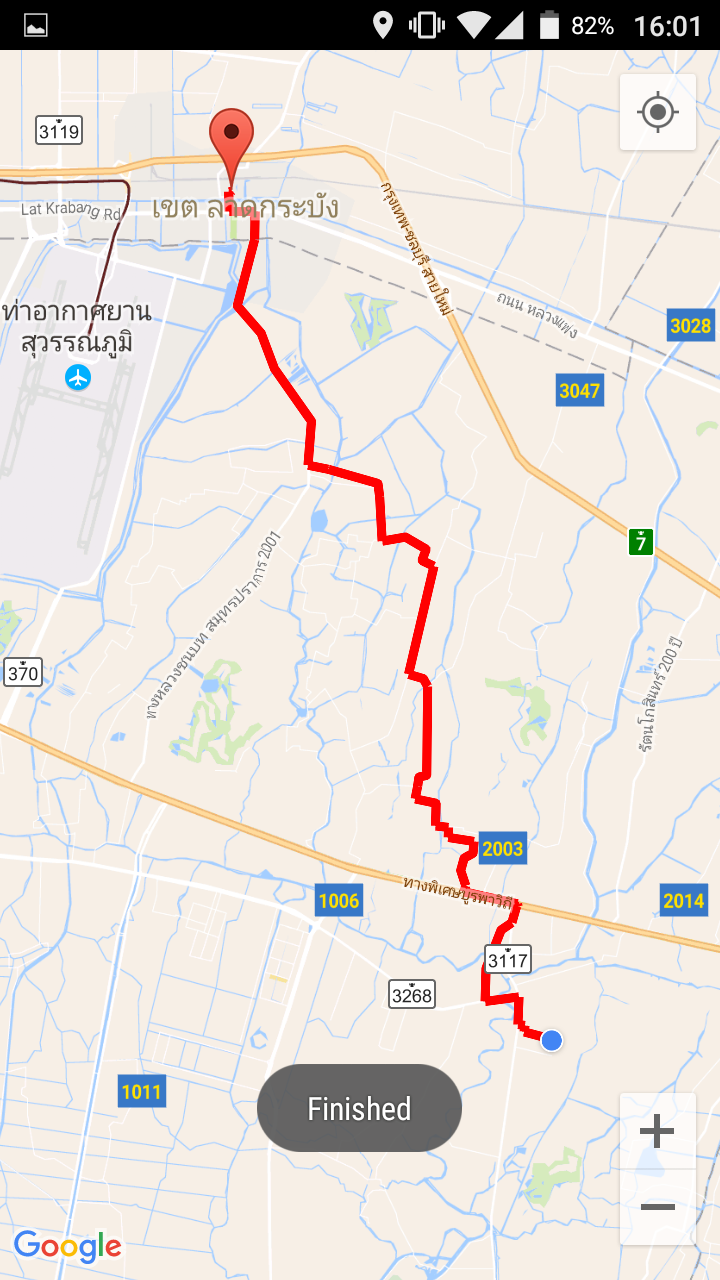 82% 16:01
3119
Lat Krabang Rd
เขต ลาดกระบัง
กรุงเทพ-ชลบุรี สายใหม่
ท่าอากาศยาน
สุวรรณภูมิ
ถนน หลวงแพ่ง
3028
3047
7
ทางหลวงชนบท สมุทรปราการ 2001
370
รัตนโกสินทร์ 200 ปี
2003
ทางพิเศษบูรพาวิถี
1006
2014
3117
3268
1011
Finished
+
−
Google